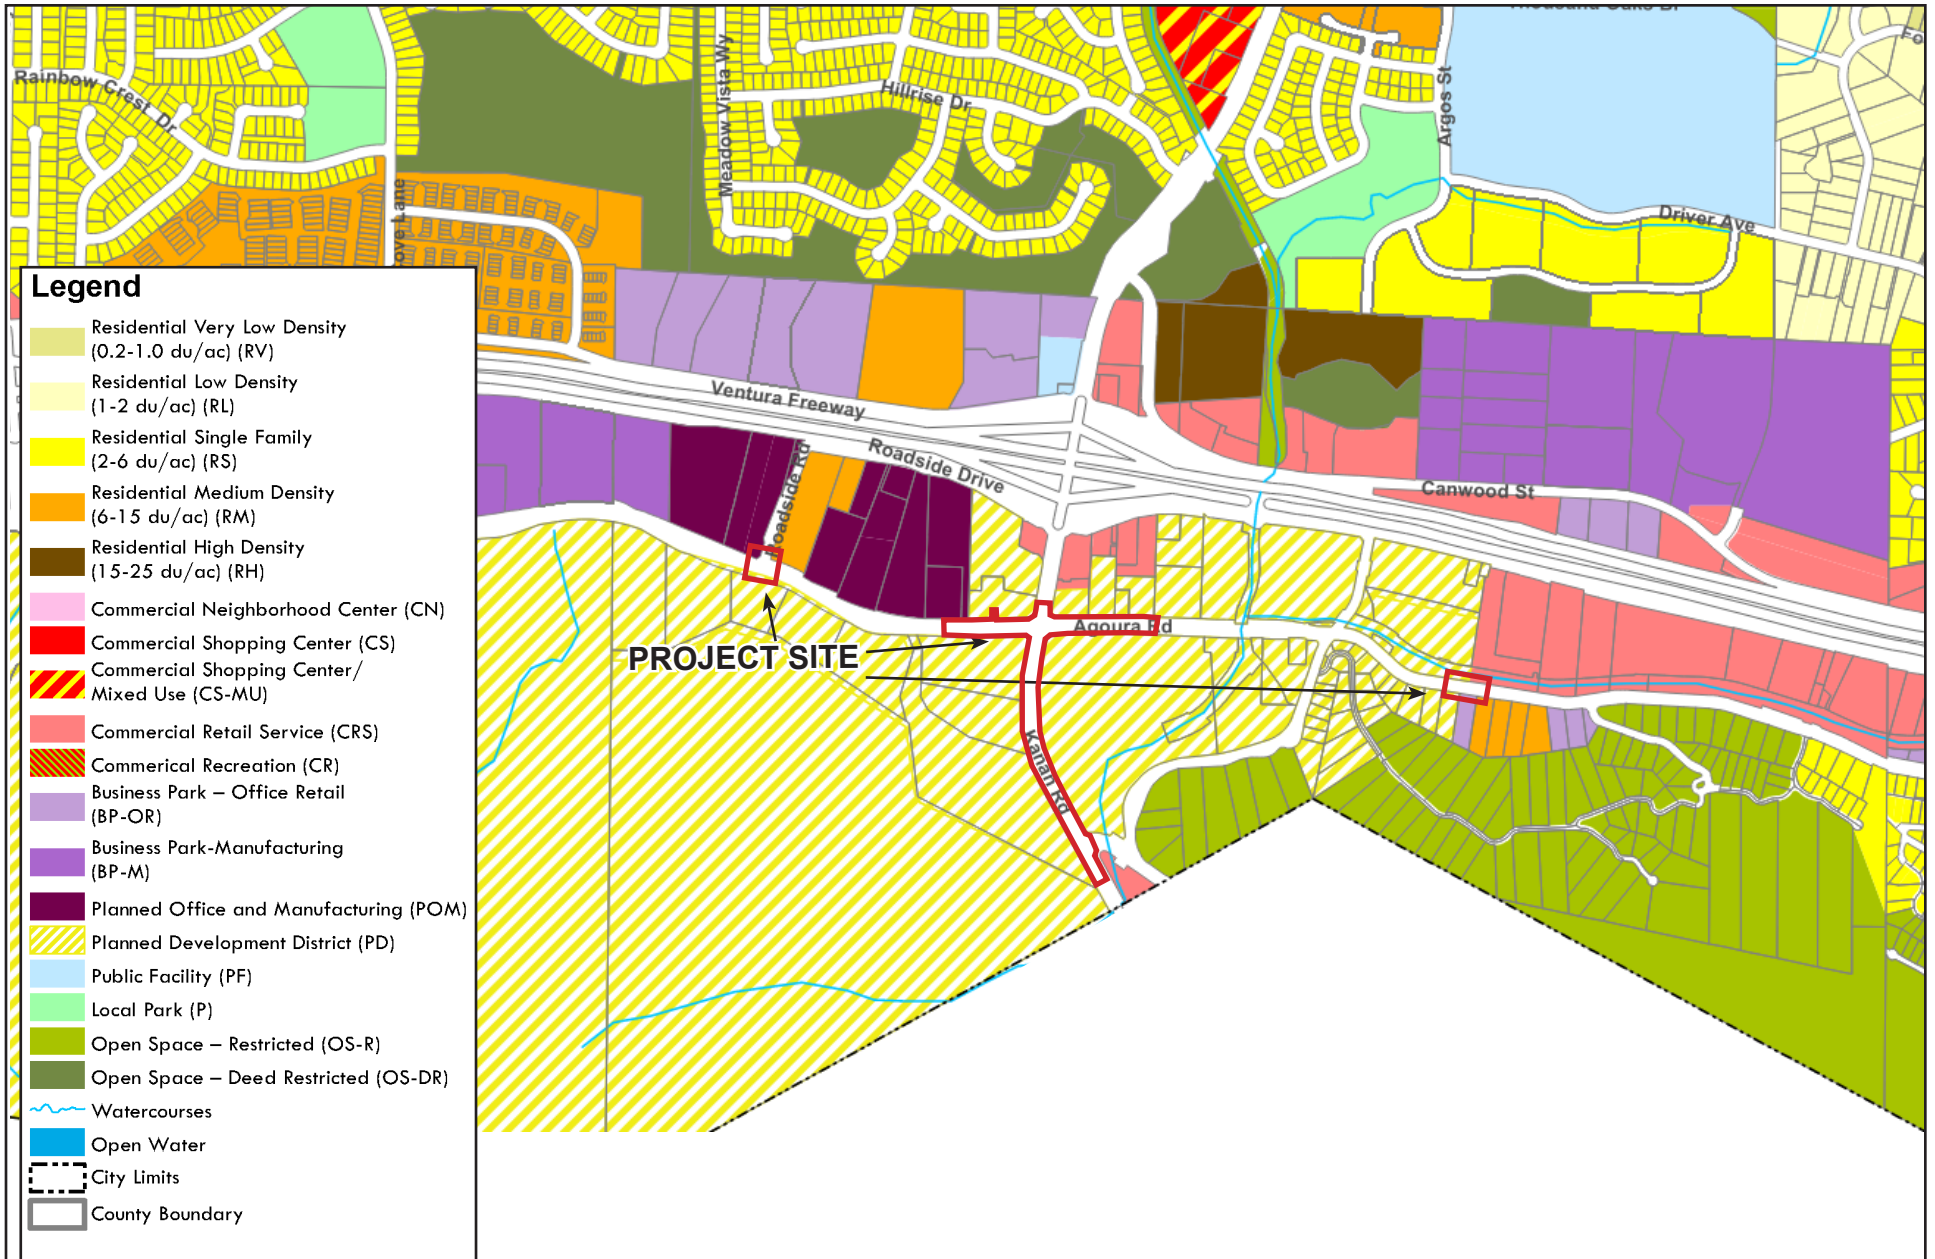 Thousand Oaks Bl
Fo
Rainbow Crest Dr
Meadow Vista Wy
Hillrise Dr
Argos St
Driver Ave
ove Lane
Ventura Freeway
Roadside Drive
Roadside Rd
Canwood St
Agoura Rd
PROJECT SITE
Kanan Rd
Legend
Residential Very Low Density
(0.2-1.0 du/ac) (RV)
Residential Low Density
(1-2 du/ac) (RL)
Residential Single Family
(2-6 du/ac) (RS)
Residential Medium Density
(6-15 du/ac) (RM)
Residential High Density
(15-25 du/ac) (RH)
Commercial Neighborhood Center (CN)
Commercial Shopping Center (CS)
Commercial Shopping Center/
Mixed Use (CS-MU)
Commercial Retail Service (CRS)
Commerical Recreation (CR)
Business Park – Office Retail
(BP-OR)
Business Park-Manufacturing
(BP-M)
Planned Office and Manufacturing (POM)
Planned Development District (PD)
Public Facility (PF)
Local Park (P)
Open Space – Restricted (OS-R)
Open Space – Deed Restricted (OS-DR)
Watercourses
Open Water
City Limits
County Boundary